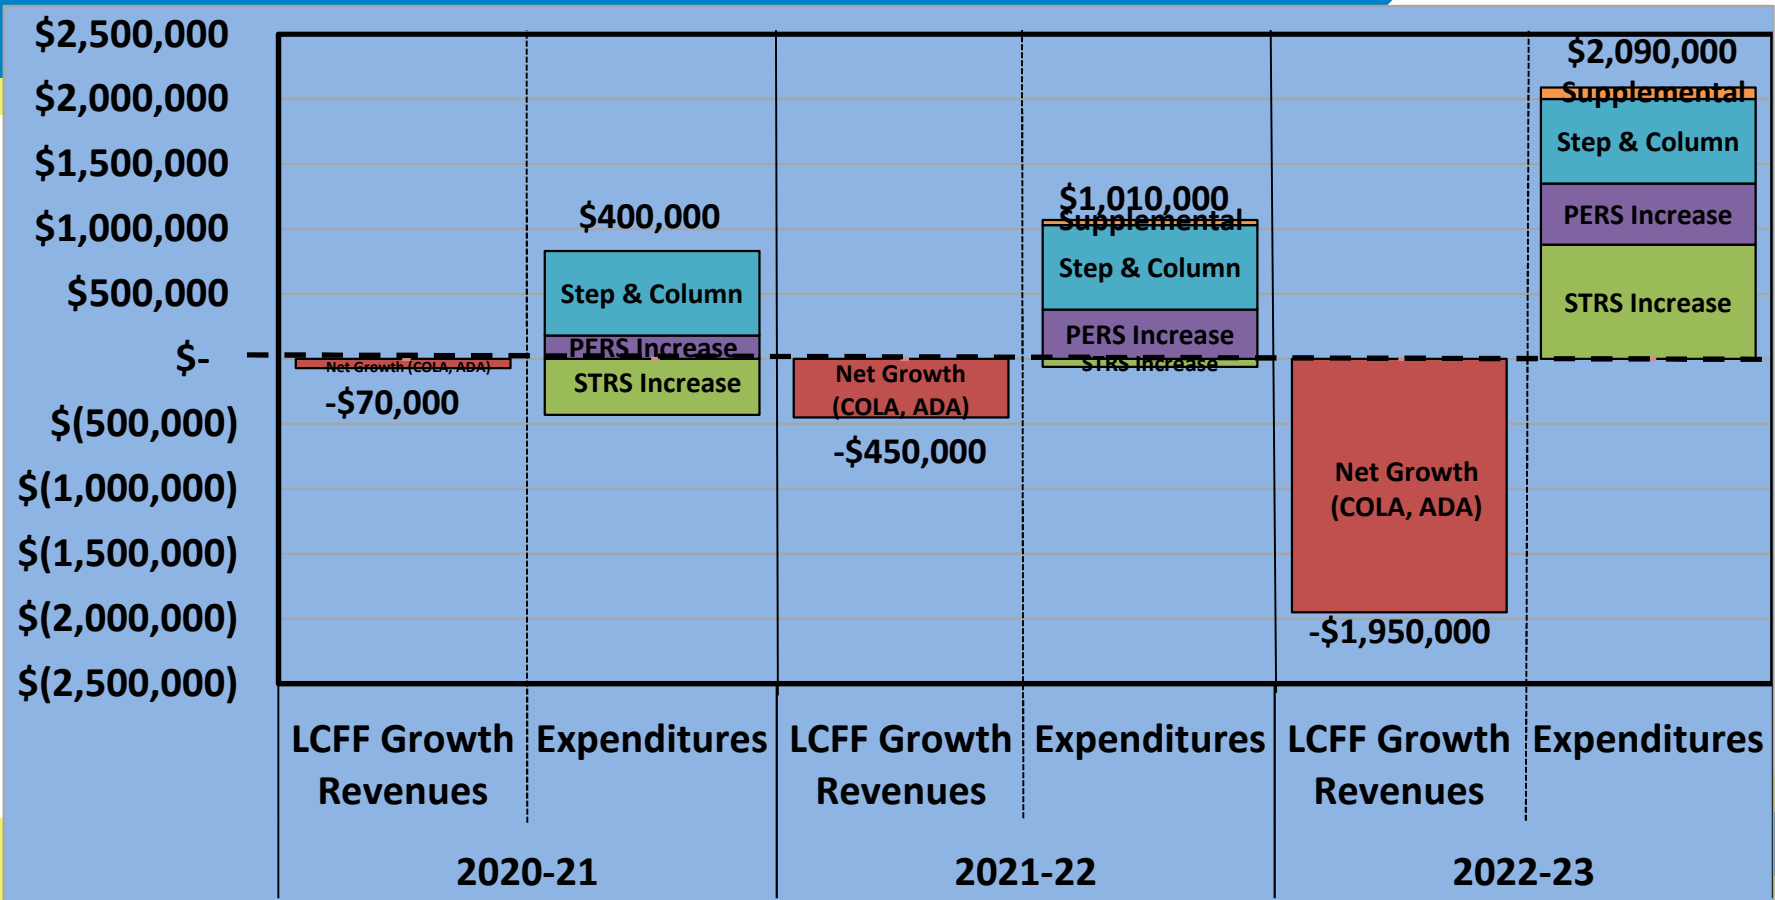 $2,500,000
$2,000,000
$1,500,000
$1,000,000
$500,000
$-
$(500,000)
$(1,000,000)
$(1,500,000)
$(2,000,000)
$(2,500,000)
Net Growth (COLA, ADA)
-$70,000
$400,000
Step & Column
PERS Increase
STRS Increase
Net Growth
(COLA, ADA)
-$450,000
$1,010,000
Supplemental
Step & Column
PERS Increase
STRS Increase
Net Growth
(COLA, ADA)
-$1,950,000
$2,090,000
Supplemental
Step & Column
PERS Increase
STRS Increase
LCFF Growth
Revenues
Expenditures
LCFF Growth
Revenues
Expenditures
LCFF Growth
Revenues
Expenditures
2020-21
2021-22
2022-23